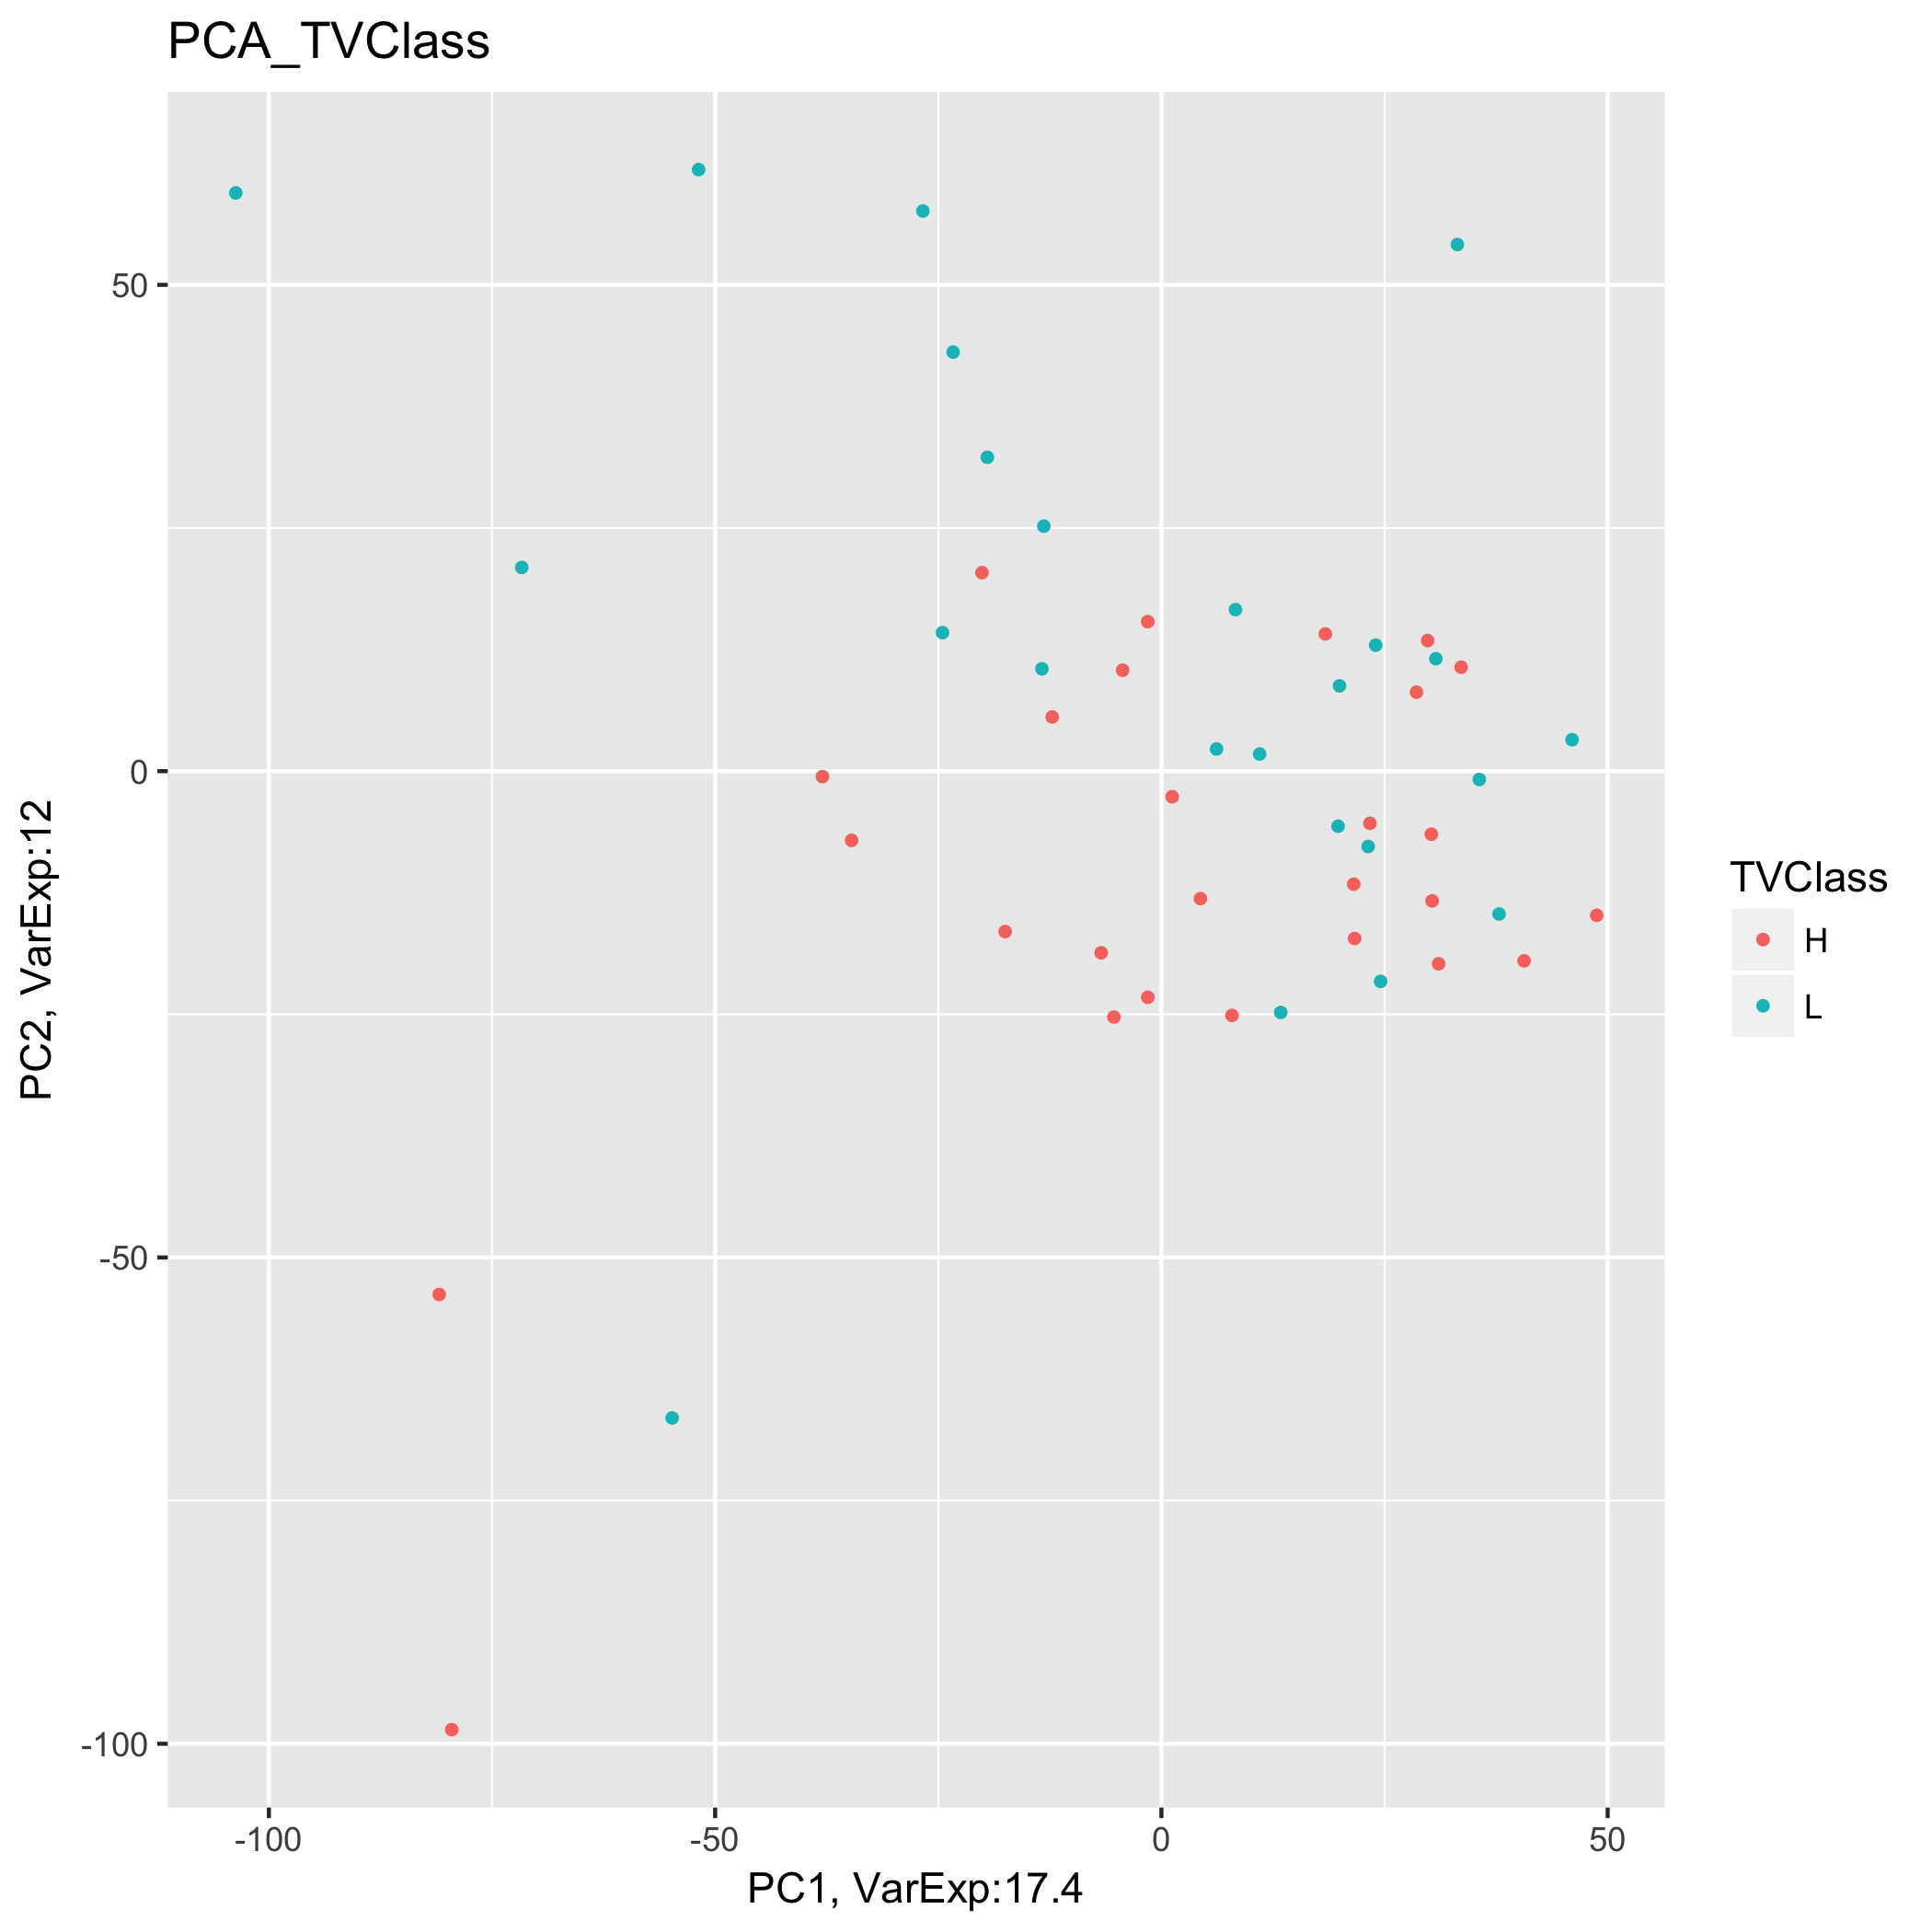 PCA_TVClass
50
0
-50
-100
PC2, VarExp:12
-100
-50
0
50
PC1, VarExp:17.4
TVClass
H
L